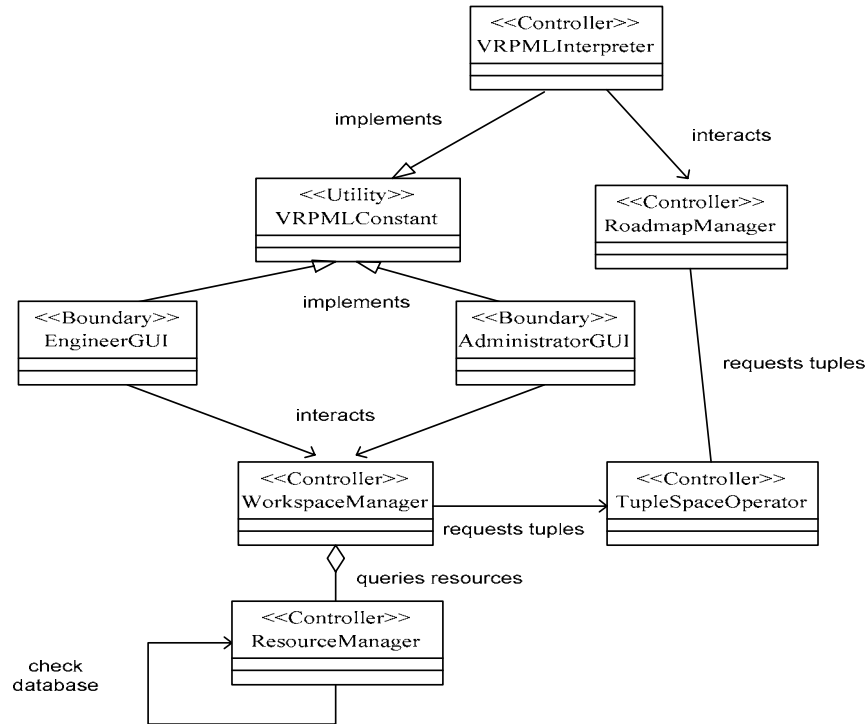 <<Controller>>
VRPMLInterpreter
implements
interacts
<<Utility>>
VRPMLConstant
<<Controller>>
RoadmapManager
implements
<<Boundary>>
EngineerGUI
<<Boundary>>
AdministratorGUI
requests tuples
interacts
<<Controller>>
WorkspaceManager
<<Controller>>
TupleSpaceOperator
requests tuples
queries resources
<<Controller>>
ResourceManager
check
database